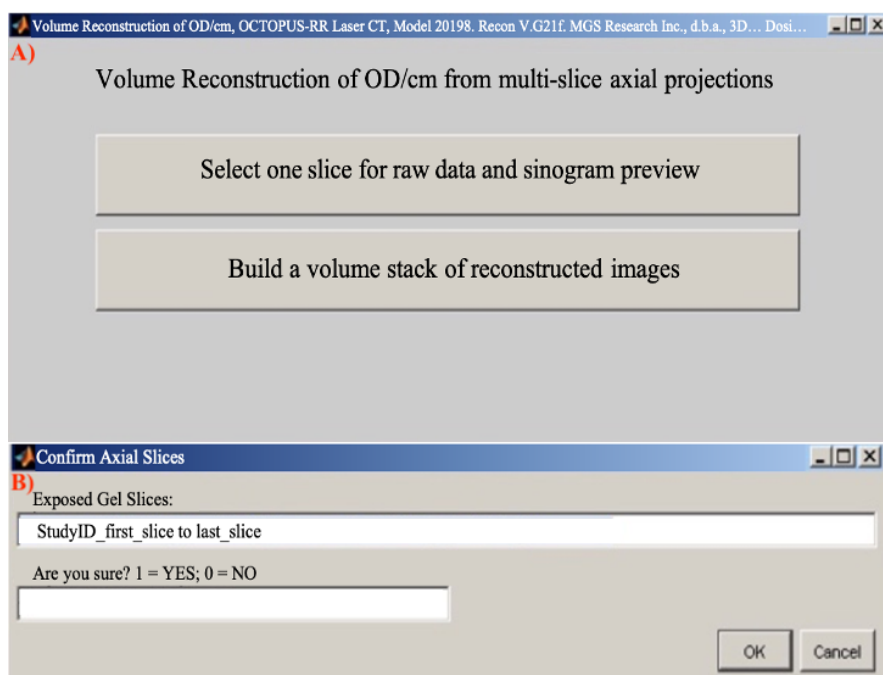 Volume Reconstruction of OD/cm, OCTOPUS-RR Laser CT, Model 20198. Recon V.G21f. MGS Research Inc., d.b.a., 3D... Dosi...
A)
Volume Reconstruction of OD/cm from multi-slice axial projections
Select one slice for raw data and sinogram preview
Build a volume stack of reconstructed images
Confirm Axial Slices
B)
Exposed Gel Slices:
StudyID_first_slice to last_slice
Are you sure? 1 = YES; 0 = NO
OK Cancel